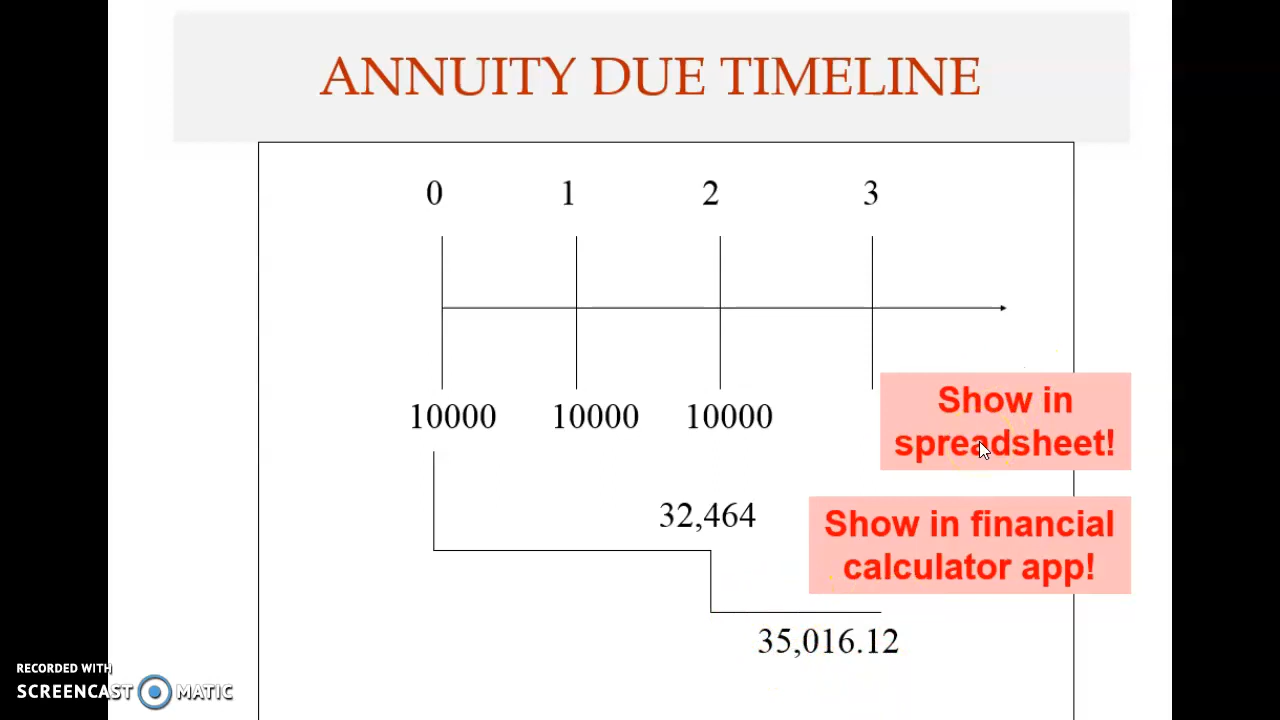 ANNUITY DUE TIMELINE
0 1 2 3
10000 10000 10000
Show in
spreadsheet!
32,464
Show in financial
calculator app!
35,016.12
RECORDED WITH
SCREENCAST MATIC